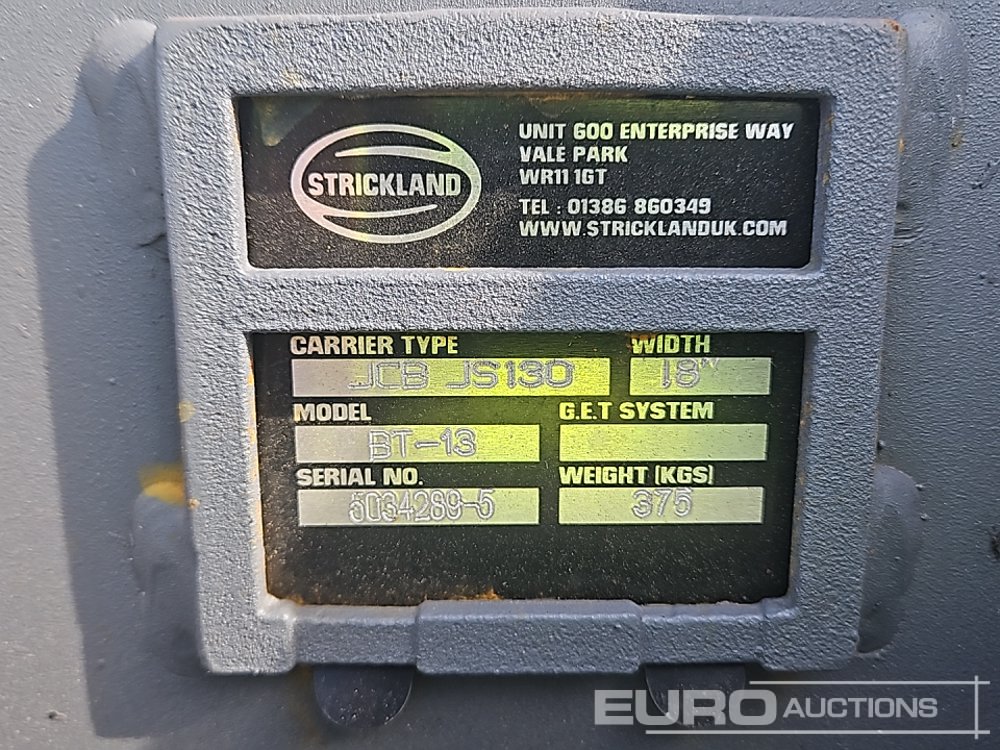 STRICKLAND
UNIT 600 ENTERPRISE WAY
VALE PARK
WR11 1GT
TEL : 01386 860349
WWW.STRICKLANDUK.COM
CARRIER TYPE
JCB JS130
WIDTH
18"
MODEL
BT-13
G.E.T SYSTEM
SERIAL NO.
5034289-5
WEIGHT (KGS)
375
EURO AUCTIONS